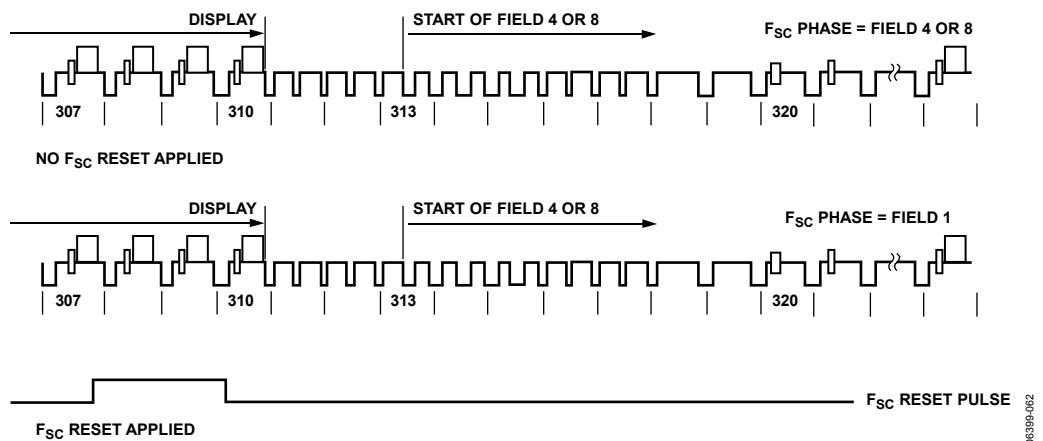 DISPLAY
START OF FIELD 4 OR 8
FSC PHASE = FIELD 4 OR 8
307 310 313 320
NO FSC RESET APPLIED
DISPLAY
START OF FIELD 4 OR 8
FSC PHASE = FIELD 1
307 310 313 320
FSC RESET PULSE
FSC RESET APPLIED
06399-062